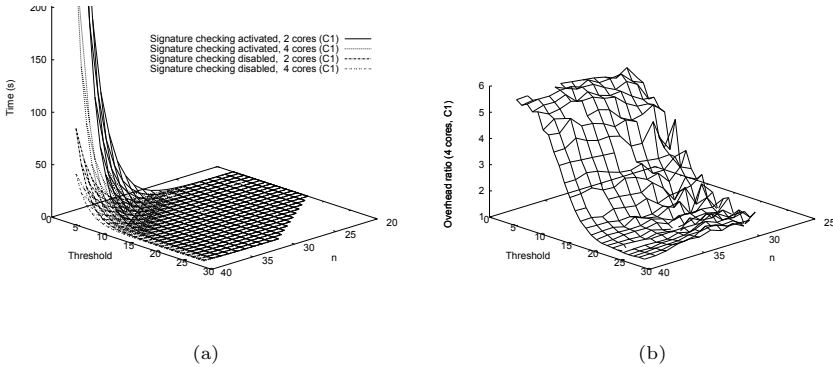 200
150
100
50
0
Time (s)
Signature checking activated, 2 cores (C1)
Signature checking activated, 4 cores (C1)
Signature checking disabled, 2 cores (C1)
Signature checking disabled, 4 cores (C1)
5
10
15
20
25
30
Threshold
40
35
30
25
20
n
(a)
6
5
4
3
2
1
Overhead ratio (4 cores, C1)
5
10
15
20
25
30
Threshold
40
35
30
25
n
(b)